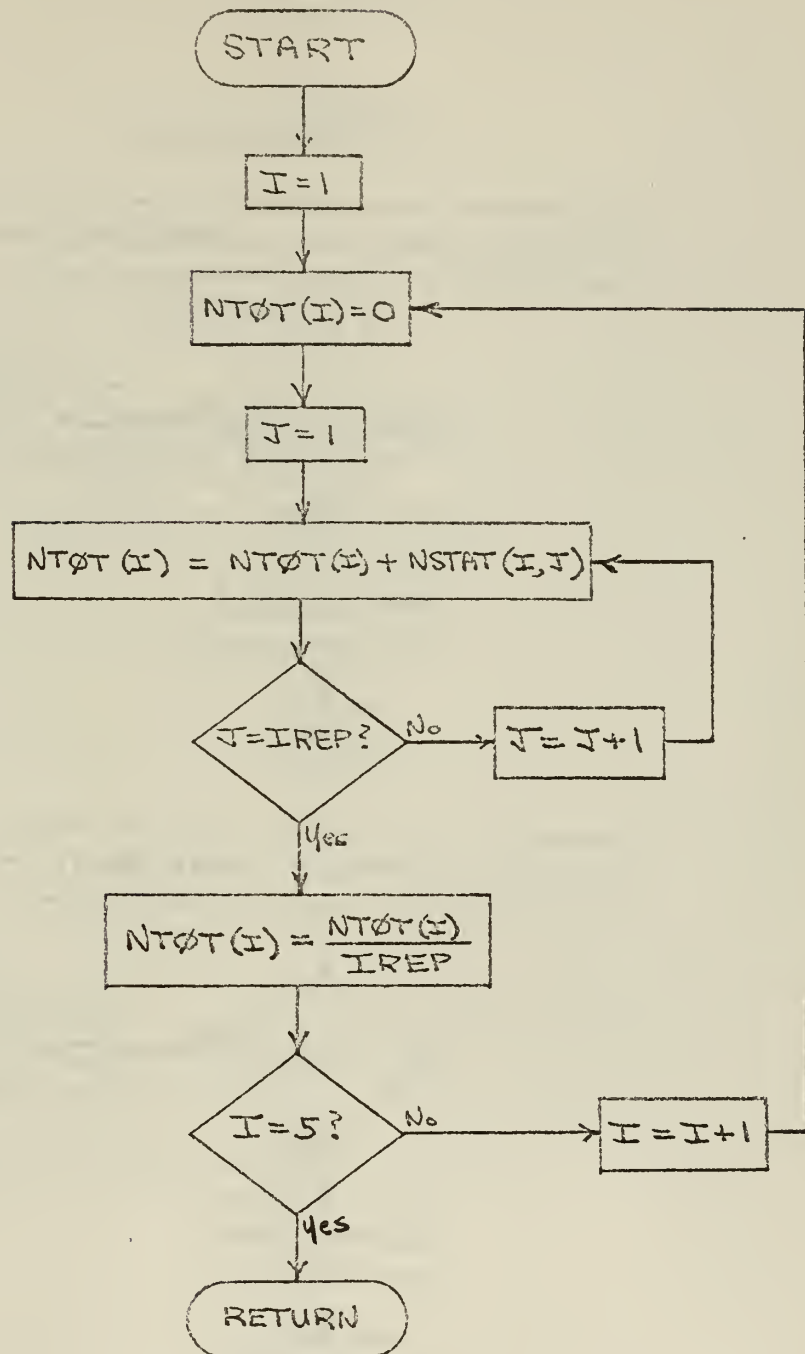 START
I=1
NTØT(I)=0
J=1
NTØT(I) = NTØT(I)+NSTAT(I,J)
J=IREP?
No
J=J+1
Yes
NTØT(I) = NTØT(I)
IREP
I=5?
No
I=I+1
Yes
RETURN